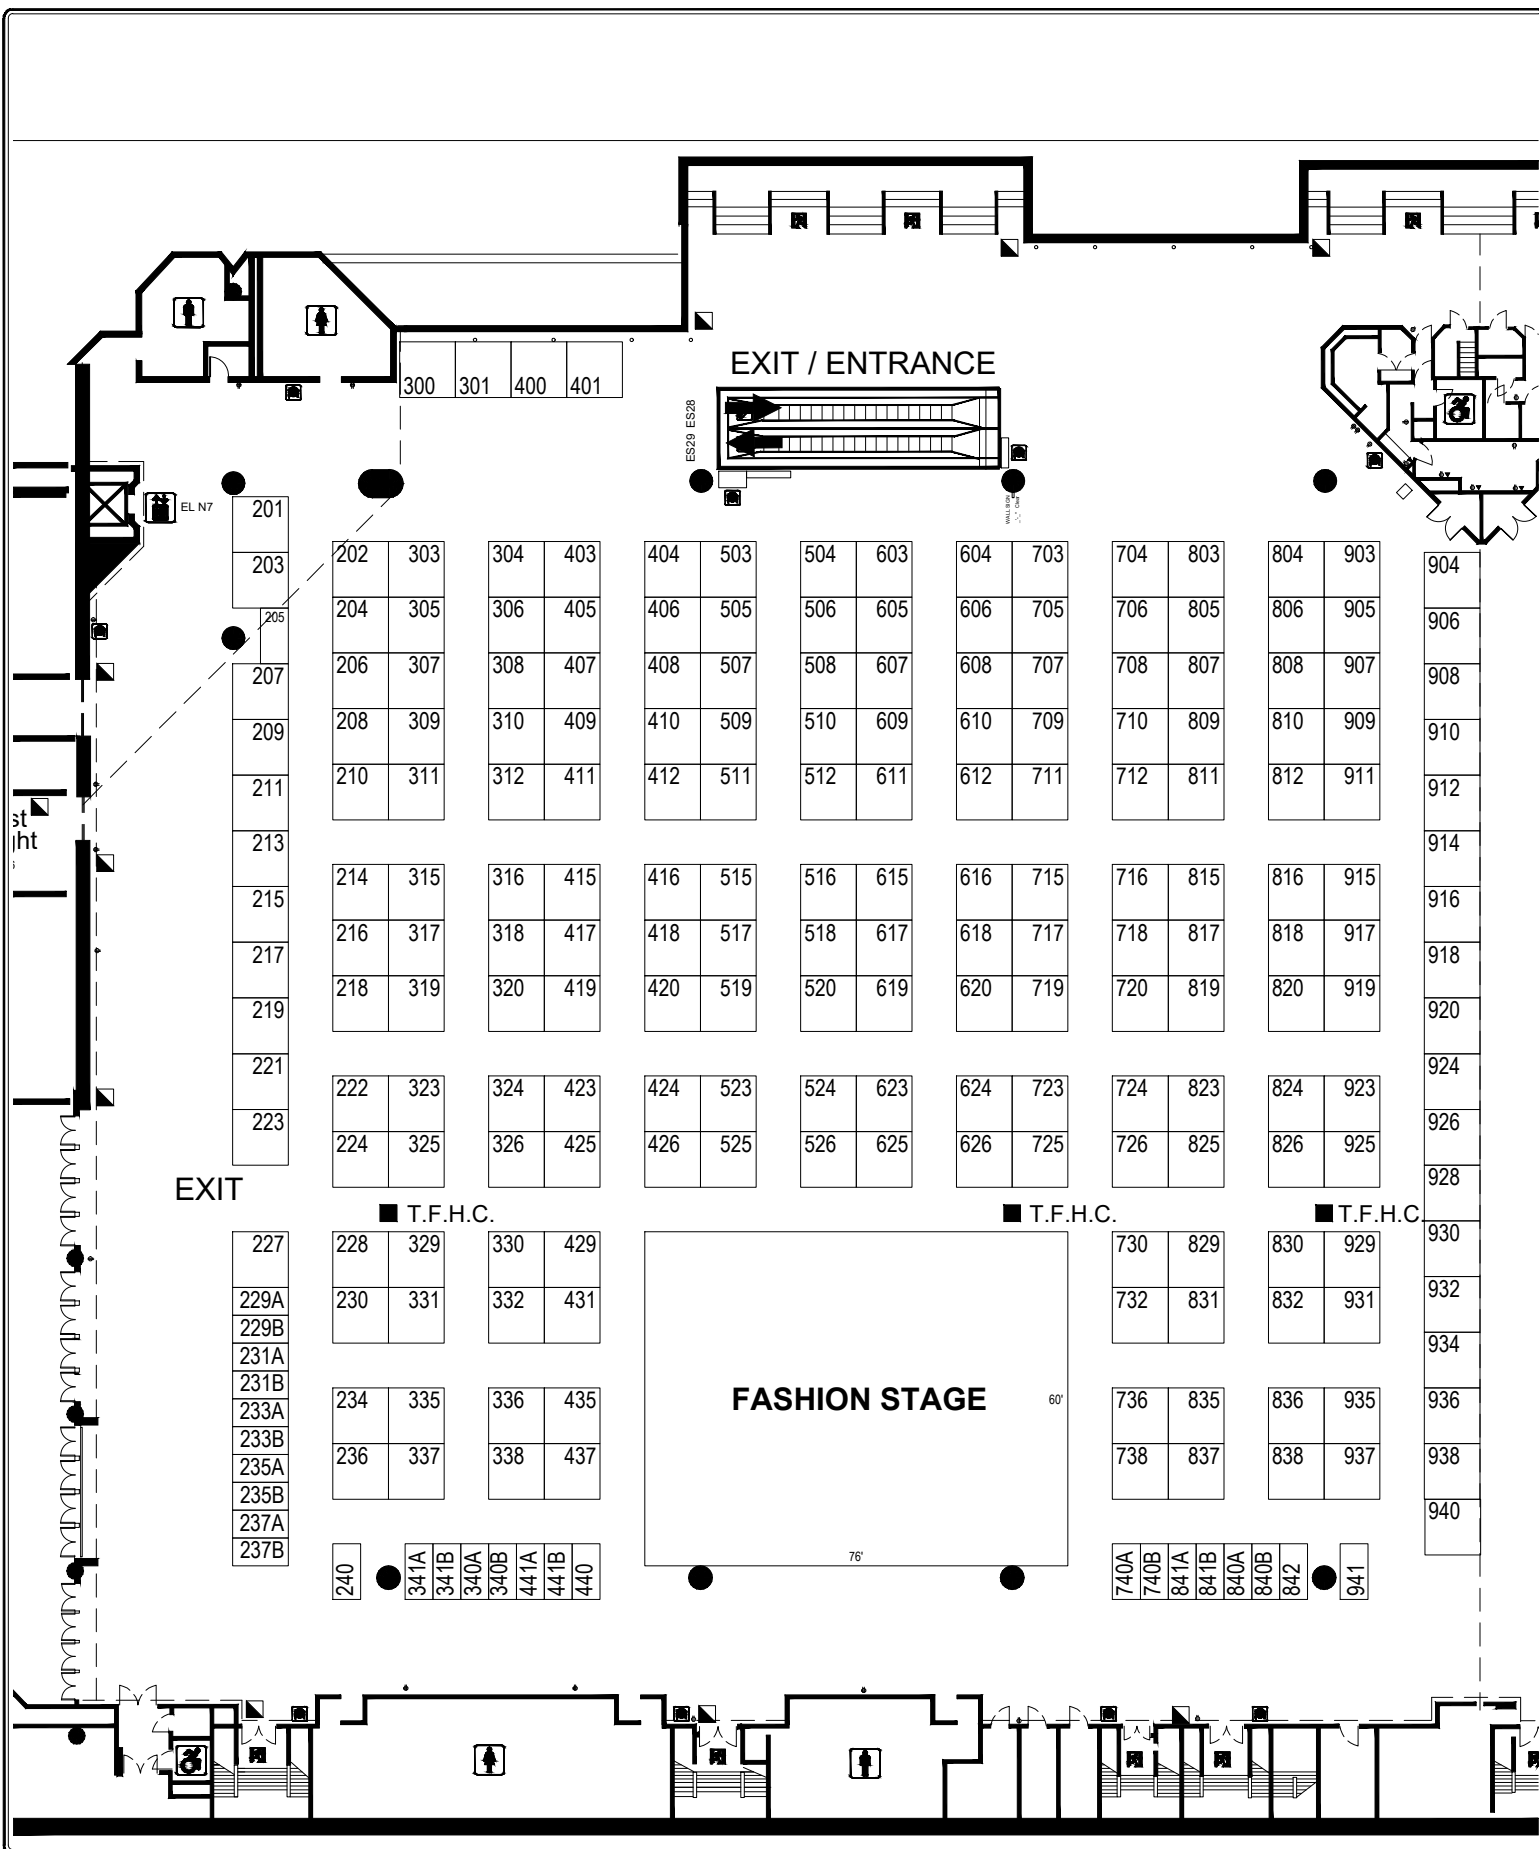 EXIT / ENTRANCE
300 301 400 401
ES29 ES28
EL N7
201
202 303 304 403 404 503 504 603 604 703 704 803 804 903
203 904
204 305 306 405 406 505 506 605 606 705 706 805 806 905
205 906
206 307 308 407 408 507 508 607 608 707 708 807 808 907
207 908
208 309 310 409 410 509 510 609 610 709 710 809 810 909
209 910
210 311 312 411 412 511 512 611 612 711 712 811 812 911
211 912
st
ght
213 914
214 315 316 415 416 515 516 615 616 715 716 815 816 915
215 916
216 317 318 417 418 517 518 617 618 717 718 817 818 917
217 918
218 319 320 419 420 519 520 619 620 719 720 819 820 919
219 920
221 924
222 323 324 423 424 523 524 623 624 723 724 823 824 923
223 926
224 325 326 425 426 525 526 625 626 725 726 825 826 925
EXIT 928
T.F.H.C. T.F.H.C. T.F.H.C.
227 228 329 330 429 730 829 830 929 930
229A 230 331 332 431 732 831 832 931 932
229B
231A 934
231B
233A 234 335 336 435 FASHION STAGE 60' 736 835 836 935 936
233B
235A 236 337 338 437 738 837 838 937 938
235B
237A 940
237B
76'
240 341A 341B 340A 340B 441A 441B 440 740A 740B 841A 841B 840A 840B 842 941